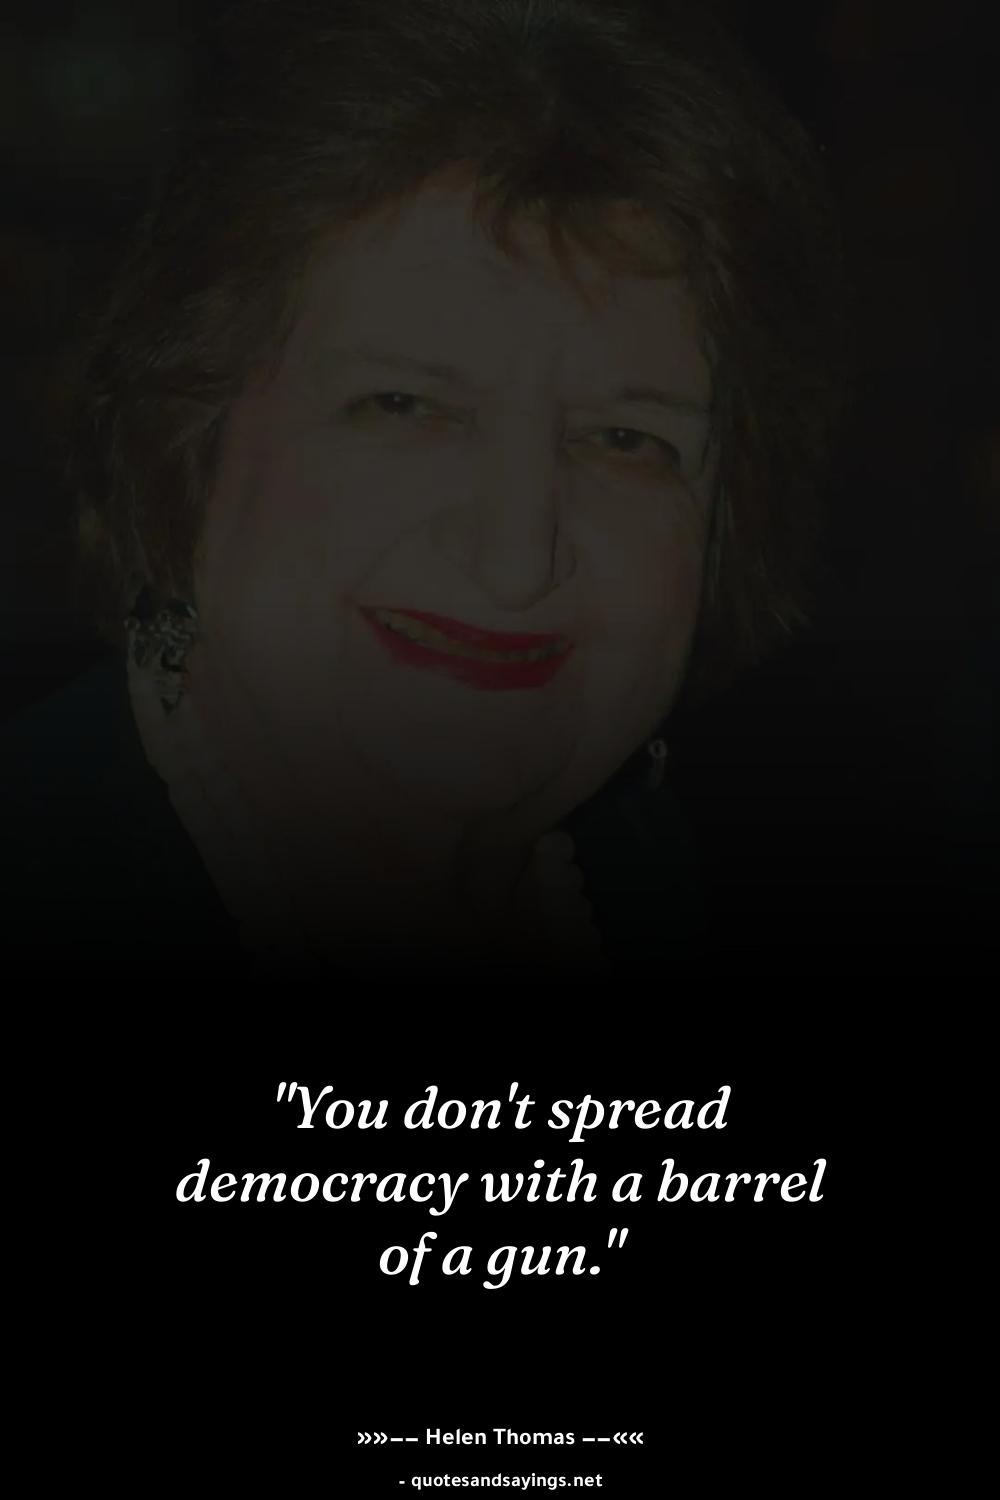 "You don't spread
democracy with a barrel
of a gun."
»»−− Helen Thomas −−««
- quotesandsayings.net